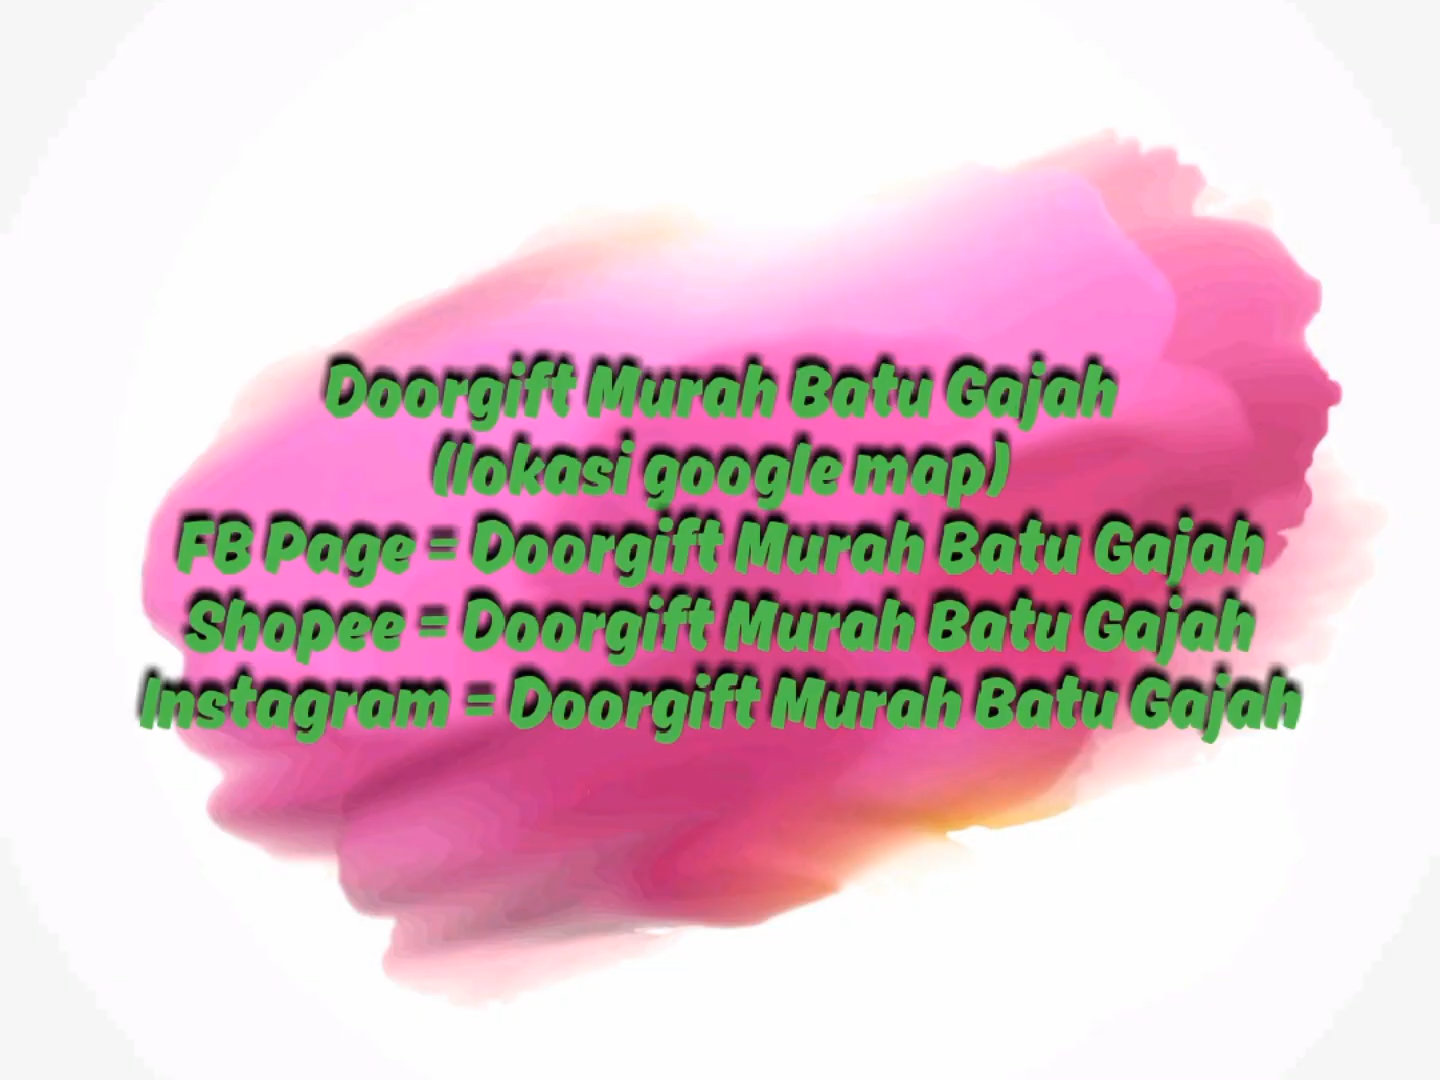 Doorgift Murah Batu Gajah
(lokasi google map)
FB Page = Doorgift Murah Batu Gajah
Shopee = Doorgift Murah Batu Gajah
Instagram = Doorgift Murah Batu Gajah